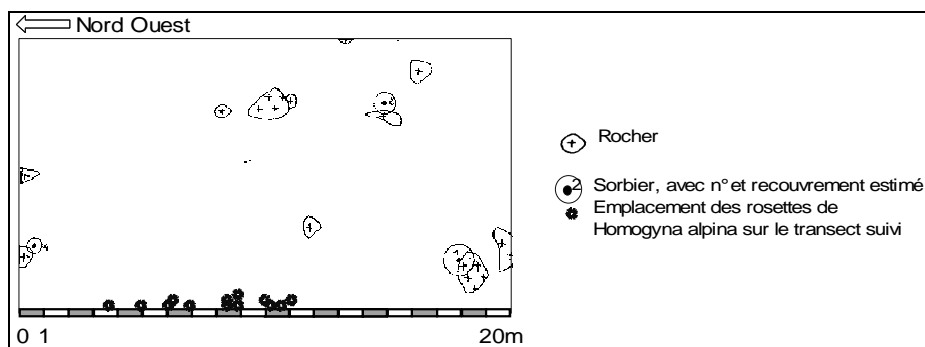 Nord Ouest
Rocher
2 Sorbier, avec n° et recouvrement estimé
Emplacement des rosettes de
Homogyna alpina sur le transect suivi
0 1 20m